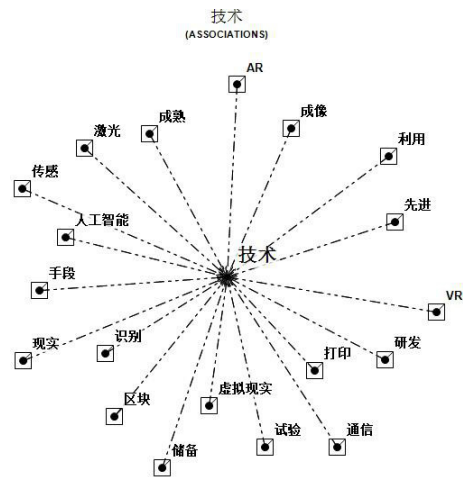 技术
(ASSOCIATIONS)
AR
成熟
成像
激光
利用
传感
人工智能
先进
技术
手段
VR
现实
识别
打印
研发
区块
虚拟现实
试验
通信
储备